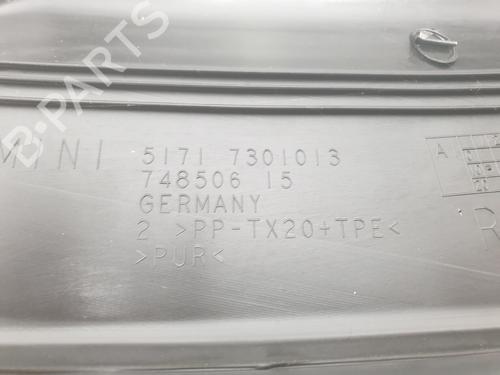 B-PARTS
MINI 5171 7301013
748506 15
GERMANY
2 >PP-TX20+TPE<
>PUR<
A
R